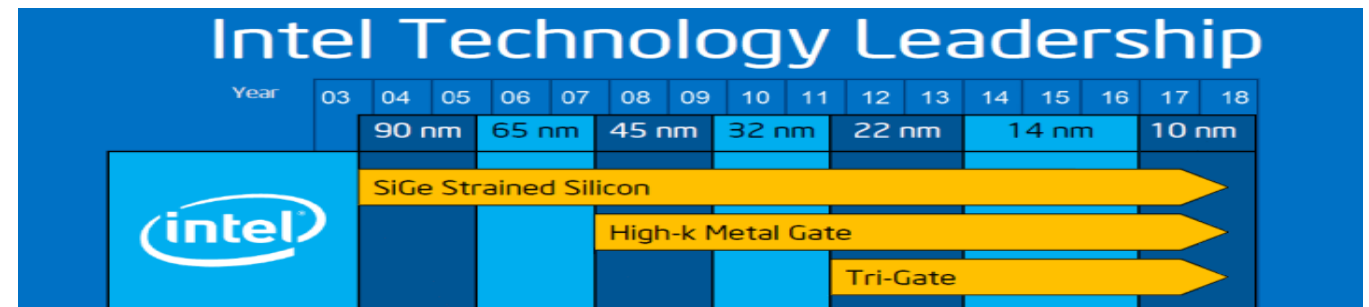 Intel Technology Leadership
Year 03 04 05 06 07 08 09 10 11 12 13 14 15 16 17 18
90 nm 65 nm 45 nm 32 nm 22 nm 14 nm 10 nm
SiGe Strained Silicon
intel
High-k Metal Gate
Tri-Gate